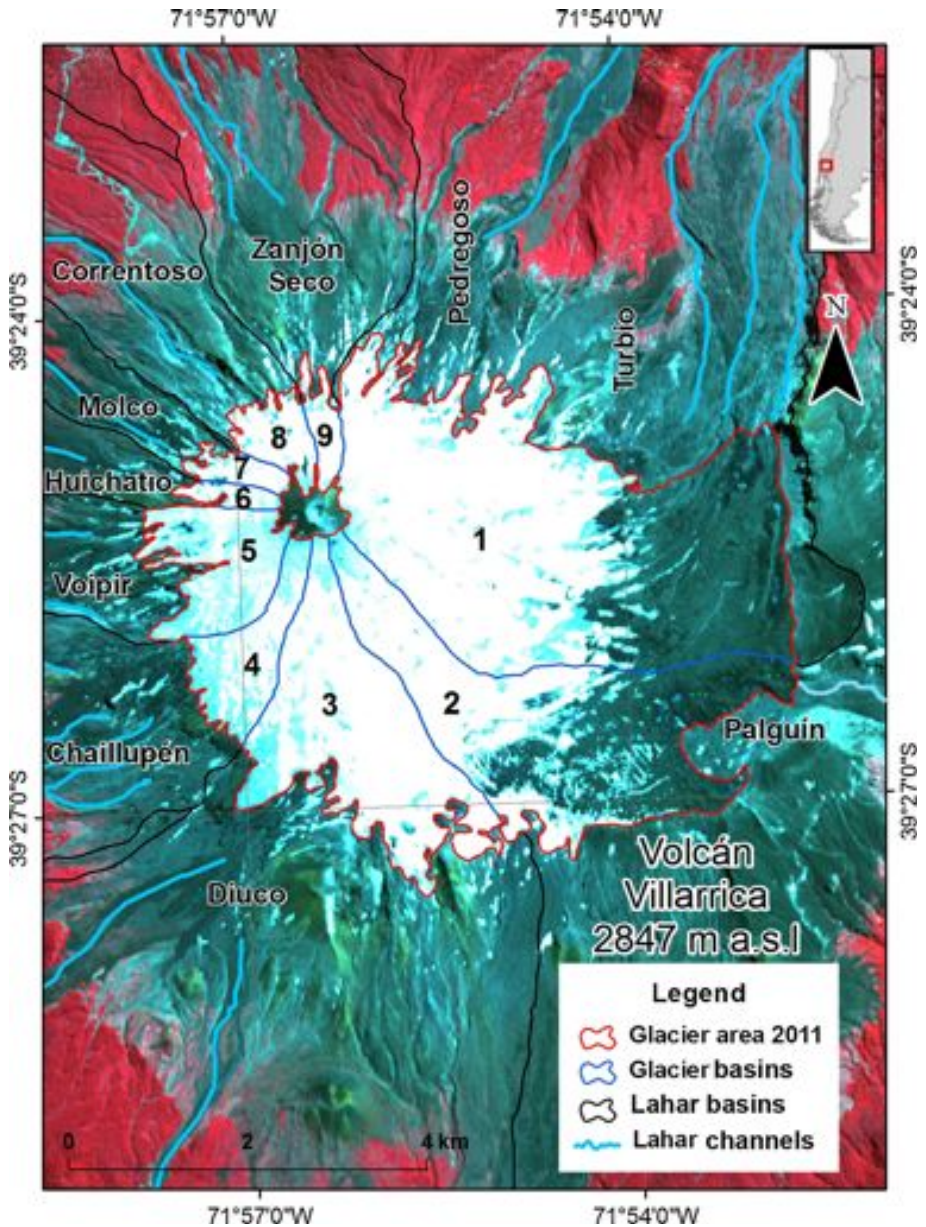 71°57'0"W
71°54'0"W
39°24'0"S
39°24'0"S
N
Correntoso
Zanjón
Seco
Pedregoso
Turbio
Molco
Huichatio
Voipir
Chaillupén
Diuco
Palguín
8
9
7
6
5
1
4
3
2
39°27'0"S
39°27'0"S
Volcán
Villarrica
2847 m a.s.l
Legend
Glacier area 2011
Glacier basins
Lahar basins
Lahar channels
0
2
4 km
71°57'0"W
71°54'0"W